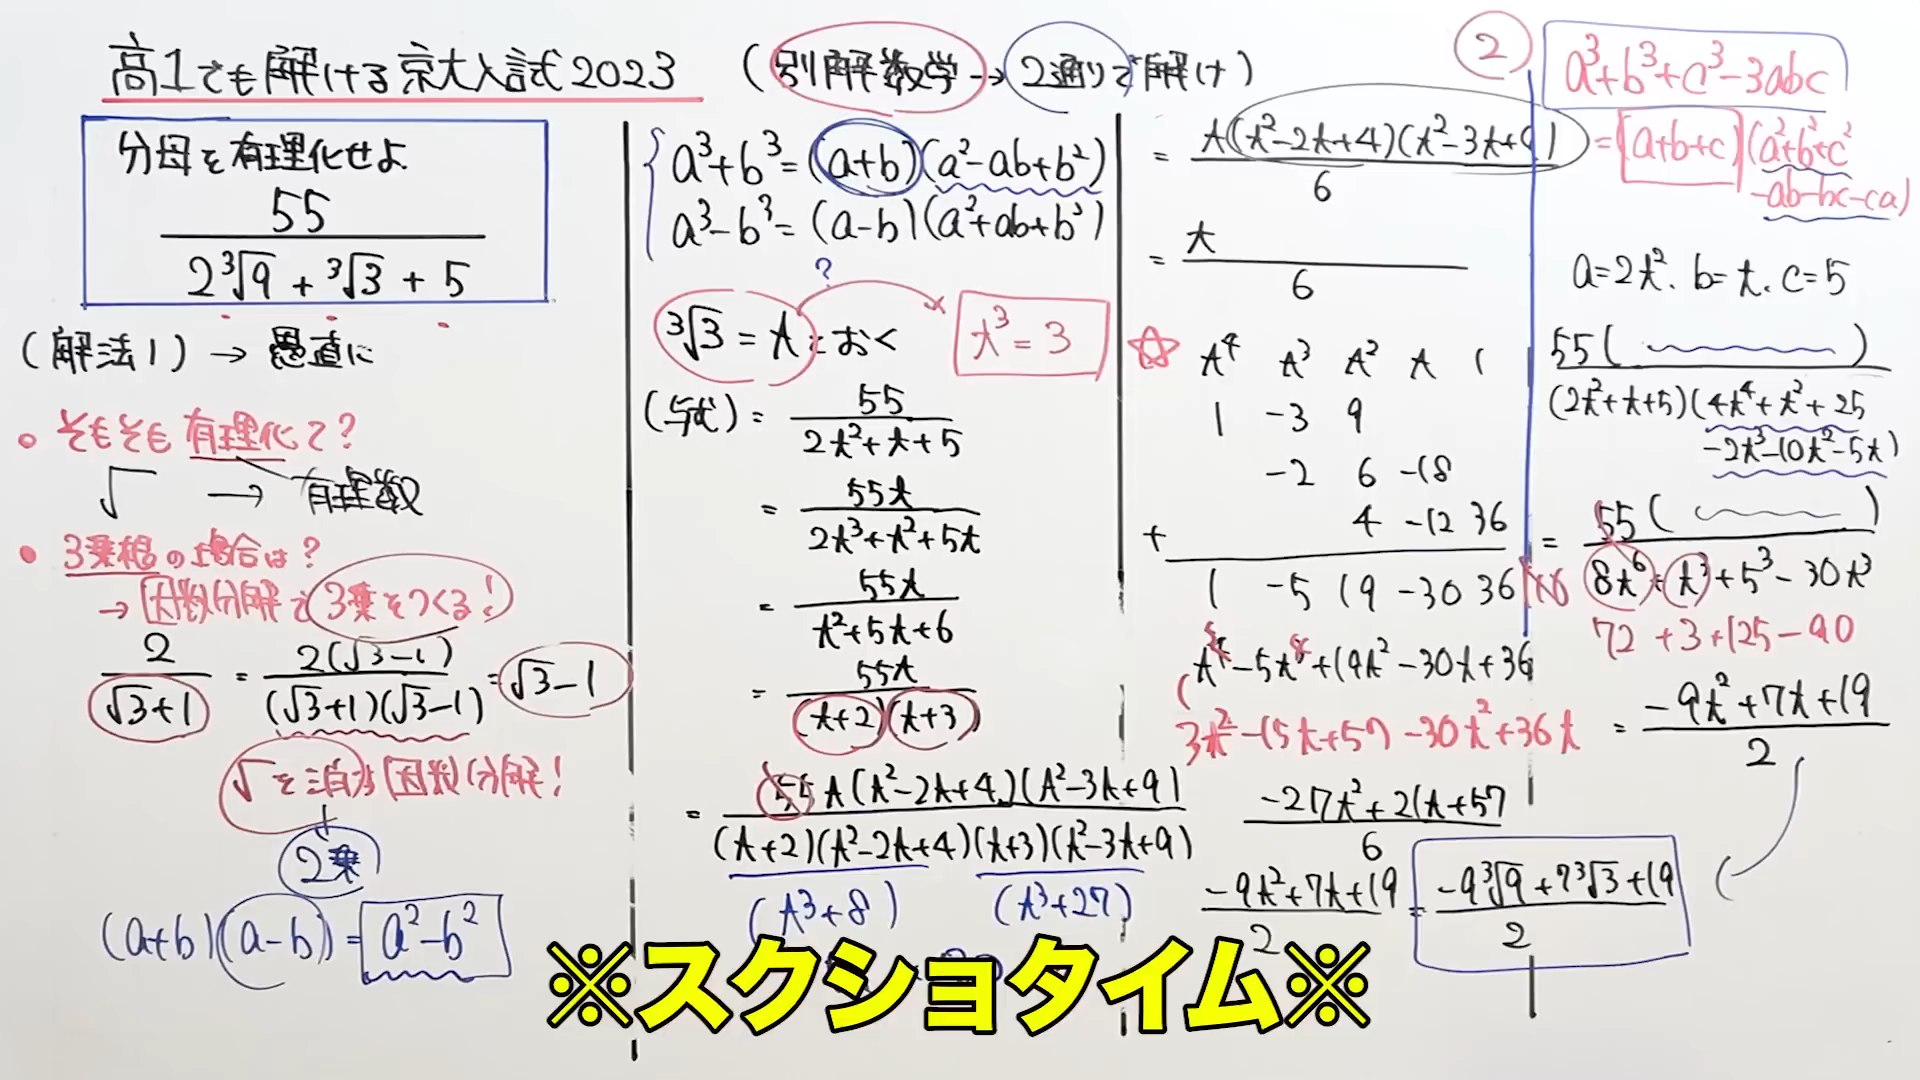 高1でも解ける京大入試2023 (別解数学→2通りで解け)
分母を有理化せよ
55
2∛9 + ∛3 + 5
(解法1) → 愚直に
• そもそも有理化て?
√ → 有理数
• 3乗根の場合は?
→ 因数分解で3乗をつくる!
2/(√3+1) = 2(√3-1)/(√3+1)(√3-1) = √3-1
√を消す因数分解!
↓
2乗
(a+b)(a-b) = a²-b²
a³+b³ = (a+b)(a²-ab+b²)
a³-b³ = (a-b)(a²+ab+b²)
?
∛3 = t とおく t³ = 3
(与式) = 55/(2t²+t+5)
= 55t/(2t³+t²+5t)
= 55t/(t²+5t+6)
= 55t/(t+2)(t+3)
= 55t(t²-2t+4)(t²-3t+9)
(t+2)(t²-2t+4)(t+3)(t²-3t+9)
(t³+8) (t³+27)
= t(t²-2t+4)(t²-3t+9)/6
= t/6
☆ t⁴ t³ t² t 1
1 -3 9
-2 6 -18
+ 4 -12 36
1 -5 19 -30 36
-5t +19t² -30t+36
3t²-15t+57-30t²+36t
-27t²+21t+57
6
-9t²+7t+19/2 = -9∛9+7∛3+19/2
2
a³+b³+c³-3abc
=(a+b+c)(a²+b²+c²
-ab-bc-ca)
a=2t², b=t, c=5
55( )
(2t²+t+5)(4t⁴+t²+25
-2t³-10t²-5t)
= 55( )
8t⁶+t³+5³-30t³
72+3+125-90
= -9t²+7t+19
2
※スクショタイム※